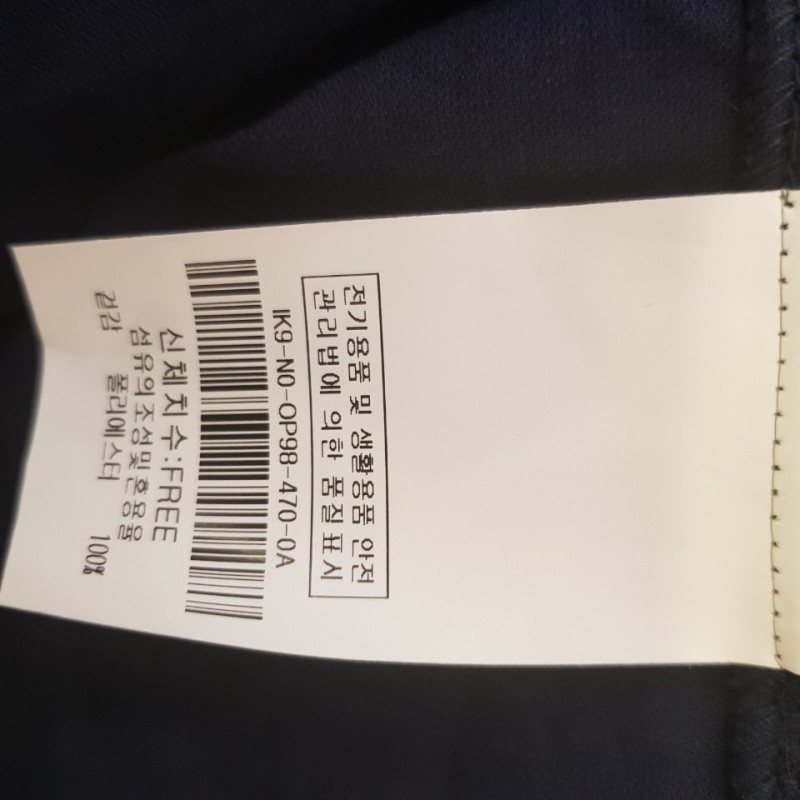 전기용품 및 생활용품 안전
관리법에 의한 품질표시
IK9-N0-OP98-470-0A
신체치수:FREE
섬유의조성및혼용율
겉감 폴리에스터 100%